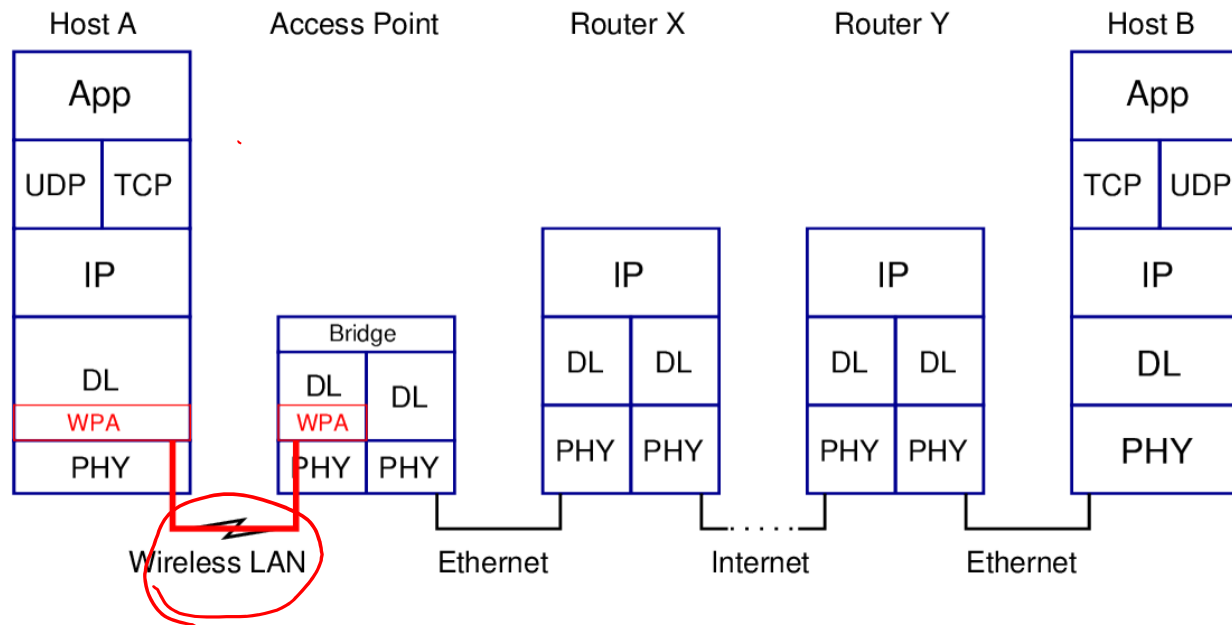 Host A Access Point Router X Router Y Host B
App App
UDP TCP TCP UDP
IP IP IP IP
Bridge
DL DL DL DL DL DL DL DL
WPA WPA
PHY PHY PHY PHY PHY PHY PHY PHY
Wireless LAN Ethernet Internet Ethernet